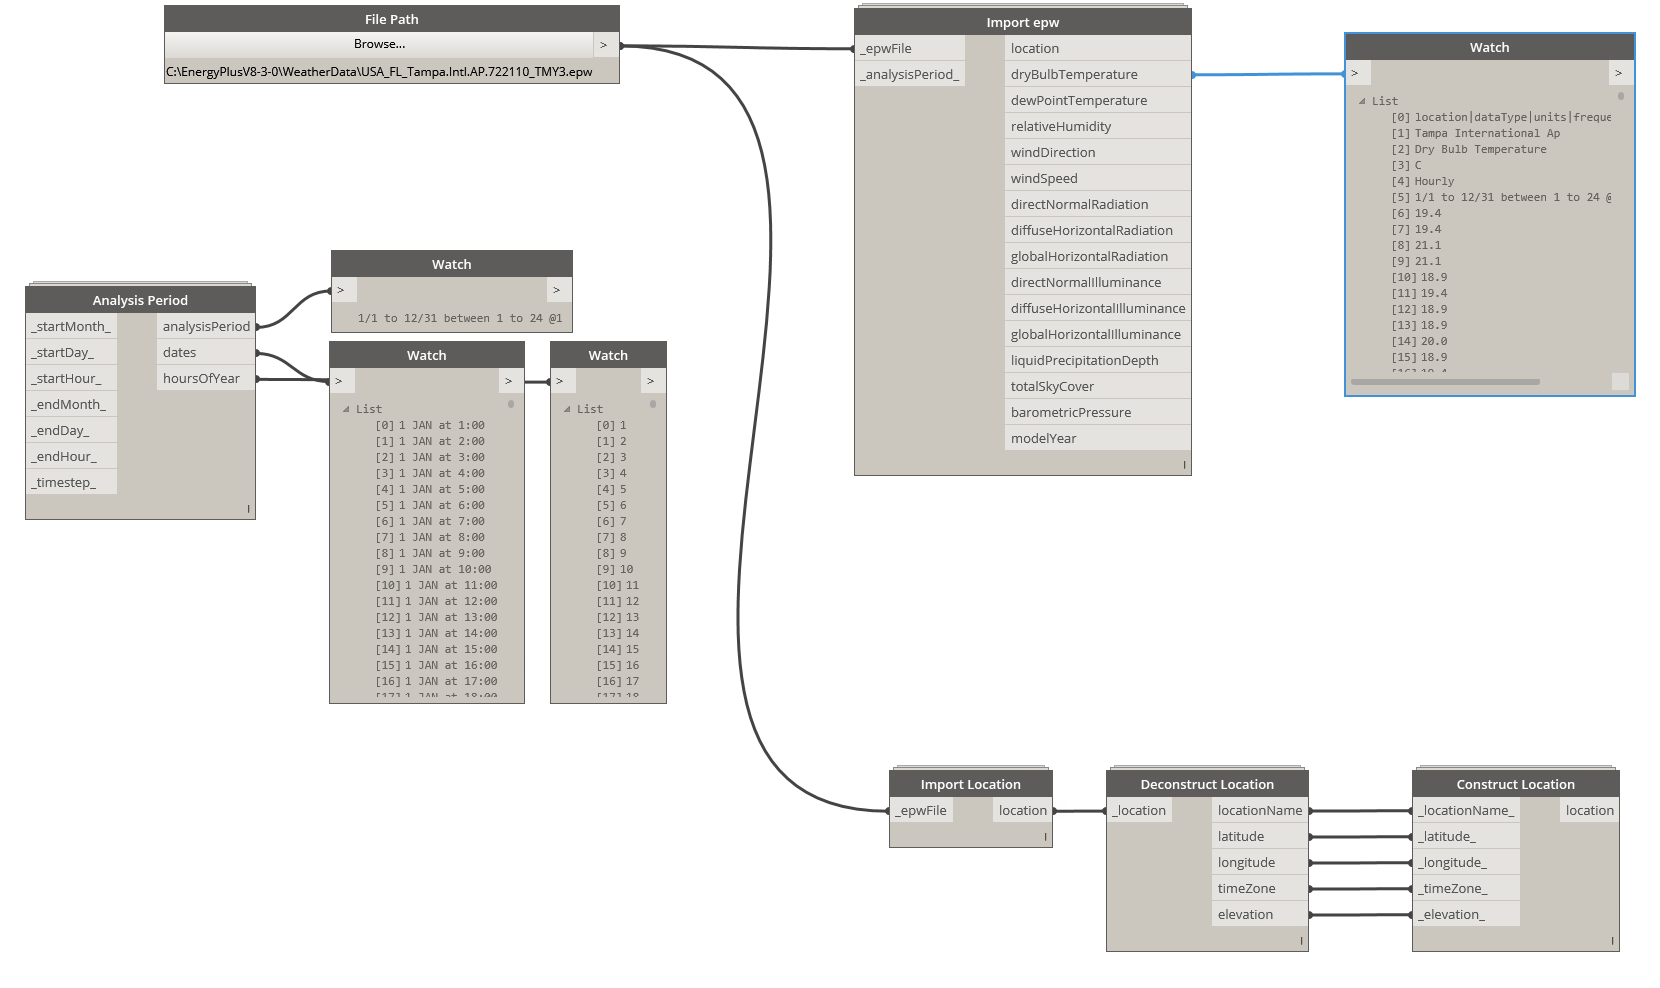 File Path
Browse...
>
C:\EnergyPlusV8-3-0\WeatherData\USA_FL_Tampa.Intl.AP.722110_TMY3.epw
Import epw
_epwFile
_analysisPeriod_
location
dryBulbTemperature
dewPointTemperature
relativeHumidity
windDirection
windSpeed
directNormalRadiation
diffuseHorizontalRadiation
globalHorizontalRadiation
directNormalIlluminance
diffuseHorizontalIlluminance
globalHorizontalIlluminance
liquidPrecipitationDepth
totalSkyCover
barometricPressure
modelYear
I
Watch
> >
List
[0] location|dataType|units|freque
[1] Tampa International Ap
[2] Dry Bulb Temperature
[3] C
[4] Hourly
[5] 1/1 to 12/31 between 1 to 24 @
[6] 19.4
[7] 19.4
[8] 21.1
[9] 21.1
[10] 18.9
[11] 19.4
[12] 18.9
[13] 18.9
[14] 20.0
[15] 18.9
Analysis Period
_startMonth_
_startDay_
_startHour_
_endMonth_
_endDay_
_endHour_
_timestep_
analysisPeriod
dates
hoursOfYear
I
Watch
> >
1/1 to 12/31 between 1 to 24 @1
Watch
> >
List
[0] 1 JAN at 1:00
[1] 1 JAN at 2:00
[2] 1 JAN at 3:00
[3] 1 JAN at 4:00
[4] 1 JAN at 5:00
[5] 1 JAN at 6:00
[6] 1 JAN at 7:00
[7] 1 JAN at 8:00
[8] 1 JAN at 9:00
[9] 1 JAN at 10:00
[10] 1 JAN at 11:00
[11] 1 JAN at 12:00
[12] 1 JAN at 13:00
[13] 1 JAN at 14:00
[14] 1 JAN at 15:00
[15] 1 JAN at 16:00
[16] 1 JAN at 17:00
Watch
> >
List
[0] 1
[1] 2
[2] 3
[3] 4
[4] 5
[5] 6
[6] 7
[7] 8
[8] 9
[9] 10
[10] 11
[11] 12
[12] 13
[13] 14
[14] 15
[15] 16
[16] 17
Import Location
_epwFile
location
I
Deconstruct Location
_location
locationName
latitude
longitude
timeZone
elevation
I
Construct Location
_locationName_
_latitude_
_longitude_
_timeZone_
_elevation_
location
I